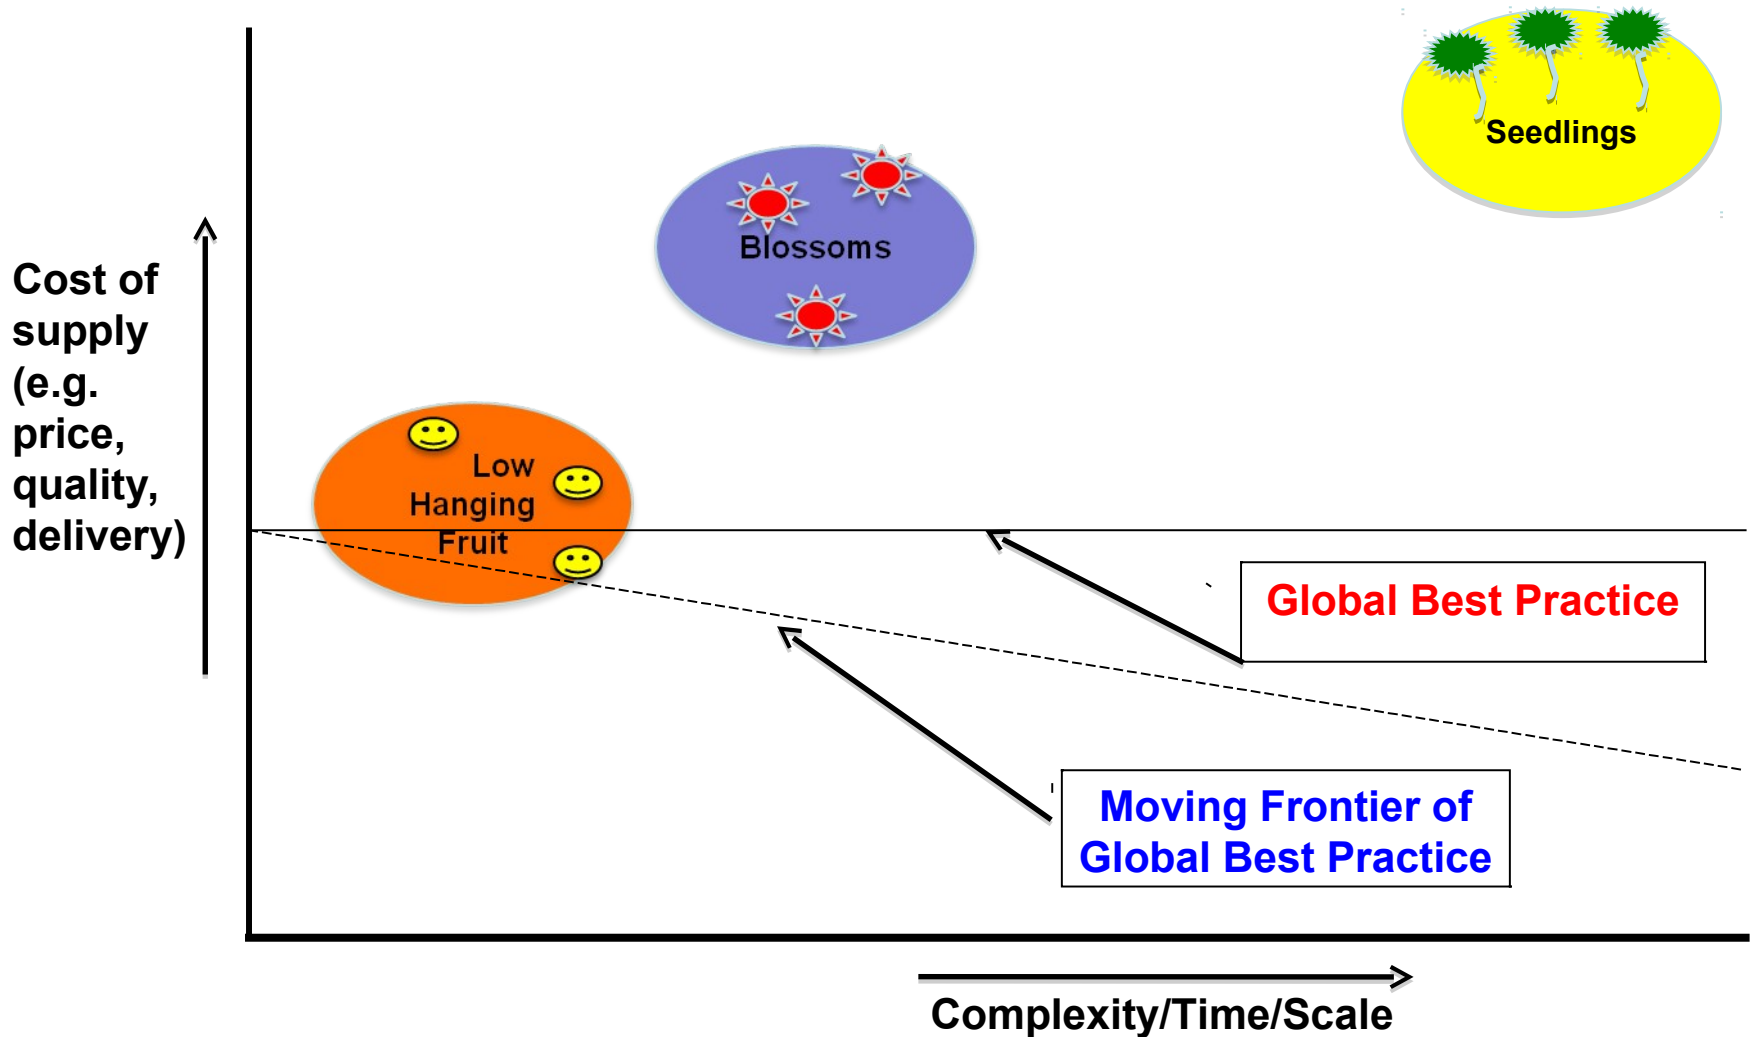 Seedlings
Blossoms
Cost of
supply
(e.g.
price,
quality,
delivery)
Low
Hanging
Fruit
Global Best Practice
Moving Frontier of
Global Best Practice
Complexity/Time/Scale